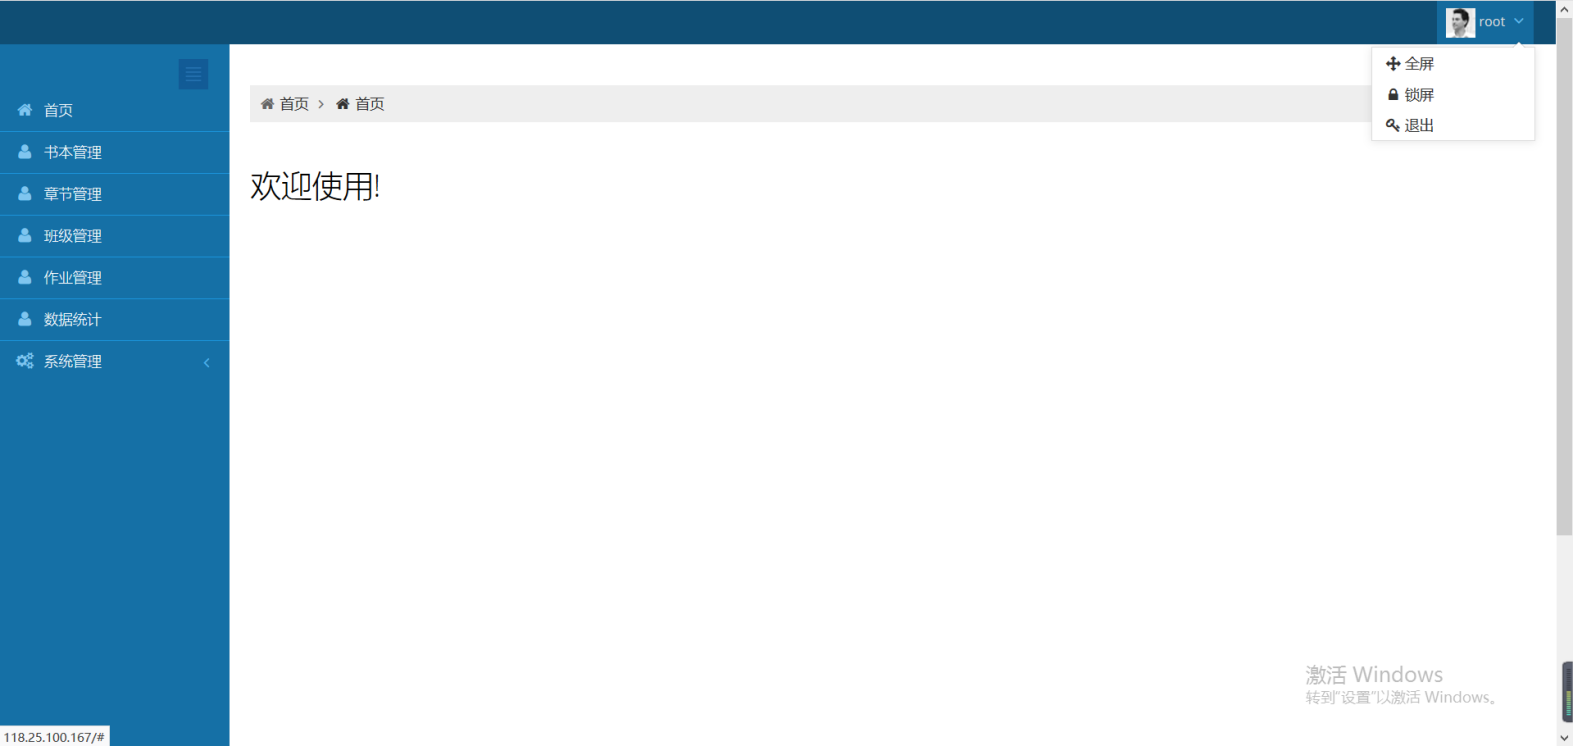 root
全屏
锁屏
退出
首页
书本管理
章节管理
班级管理
作业管理
数据统计
系统管理
首页 > 首页
欢迎使用!
激活 Windows
转到"设置"以激活 Windows。
118.25.100.167/#